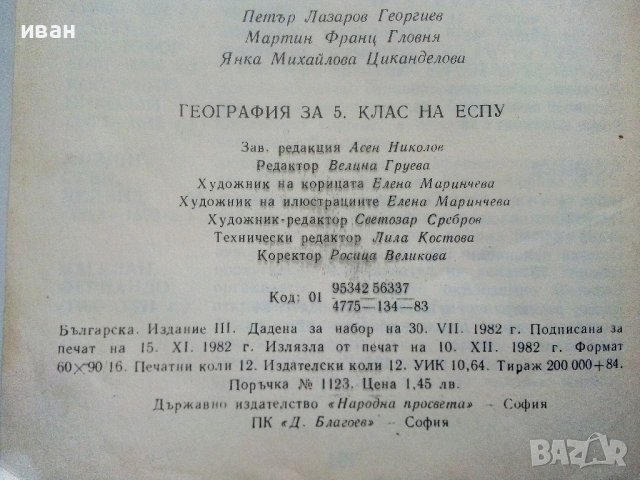 иван
Петър Лазаров Георгиев
Мартин Франц Гловня
Янка Михайлова Циканделова
ГЕОГРАФИЯ ЗА 5. КЛАС НА ЕСПУ
Зав. редакция Асен Николов
Редактор Велина Груева
Художник на корицата Елена Маринчева
Художник на илюстрациите Елена Маринчева
Художник-редактор Светозар Сребров
Технически редактор Лила Костова
Коректор Росица Великова
Код: 01 95342 56337
4775—134—83
Българска. Издание III. Дадена за набор на 30. VII. 1982 г. Подписана за
печат на 15. XI. 1982 г. Излязла от печат на 10. XII. 1982 г. Формат
60×90/16. Печатни коли 12. Издателски коли 12. УИК 10,64. Тираж 200 000+84.
Поръчка № 1123. Цена 1,45 лв.
Държавно издателство «Народна просвета» — София
ПК «Д. Благоев» — София
BAZAR